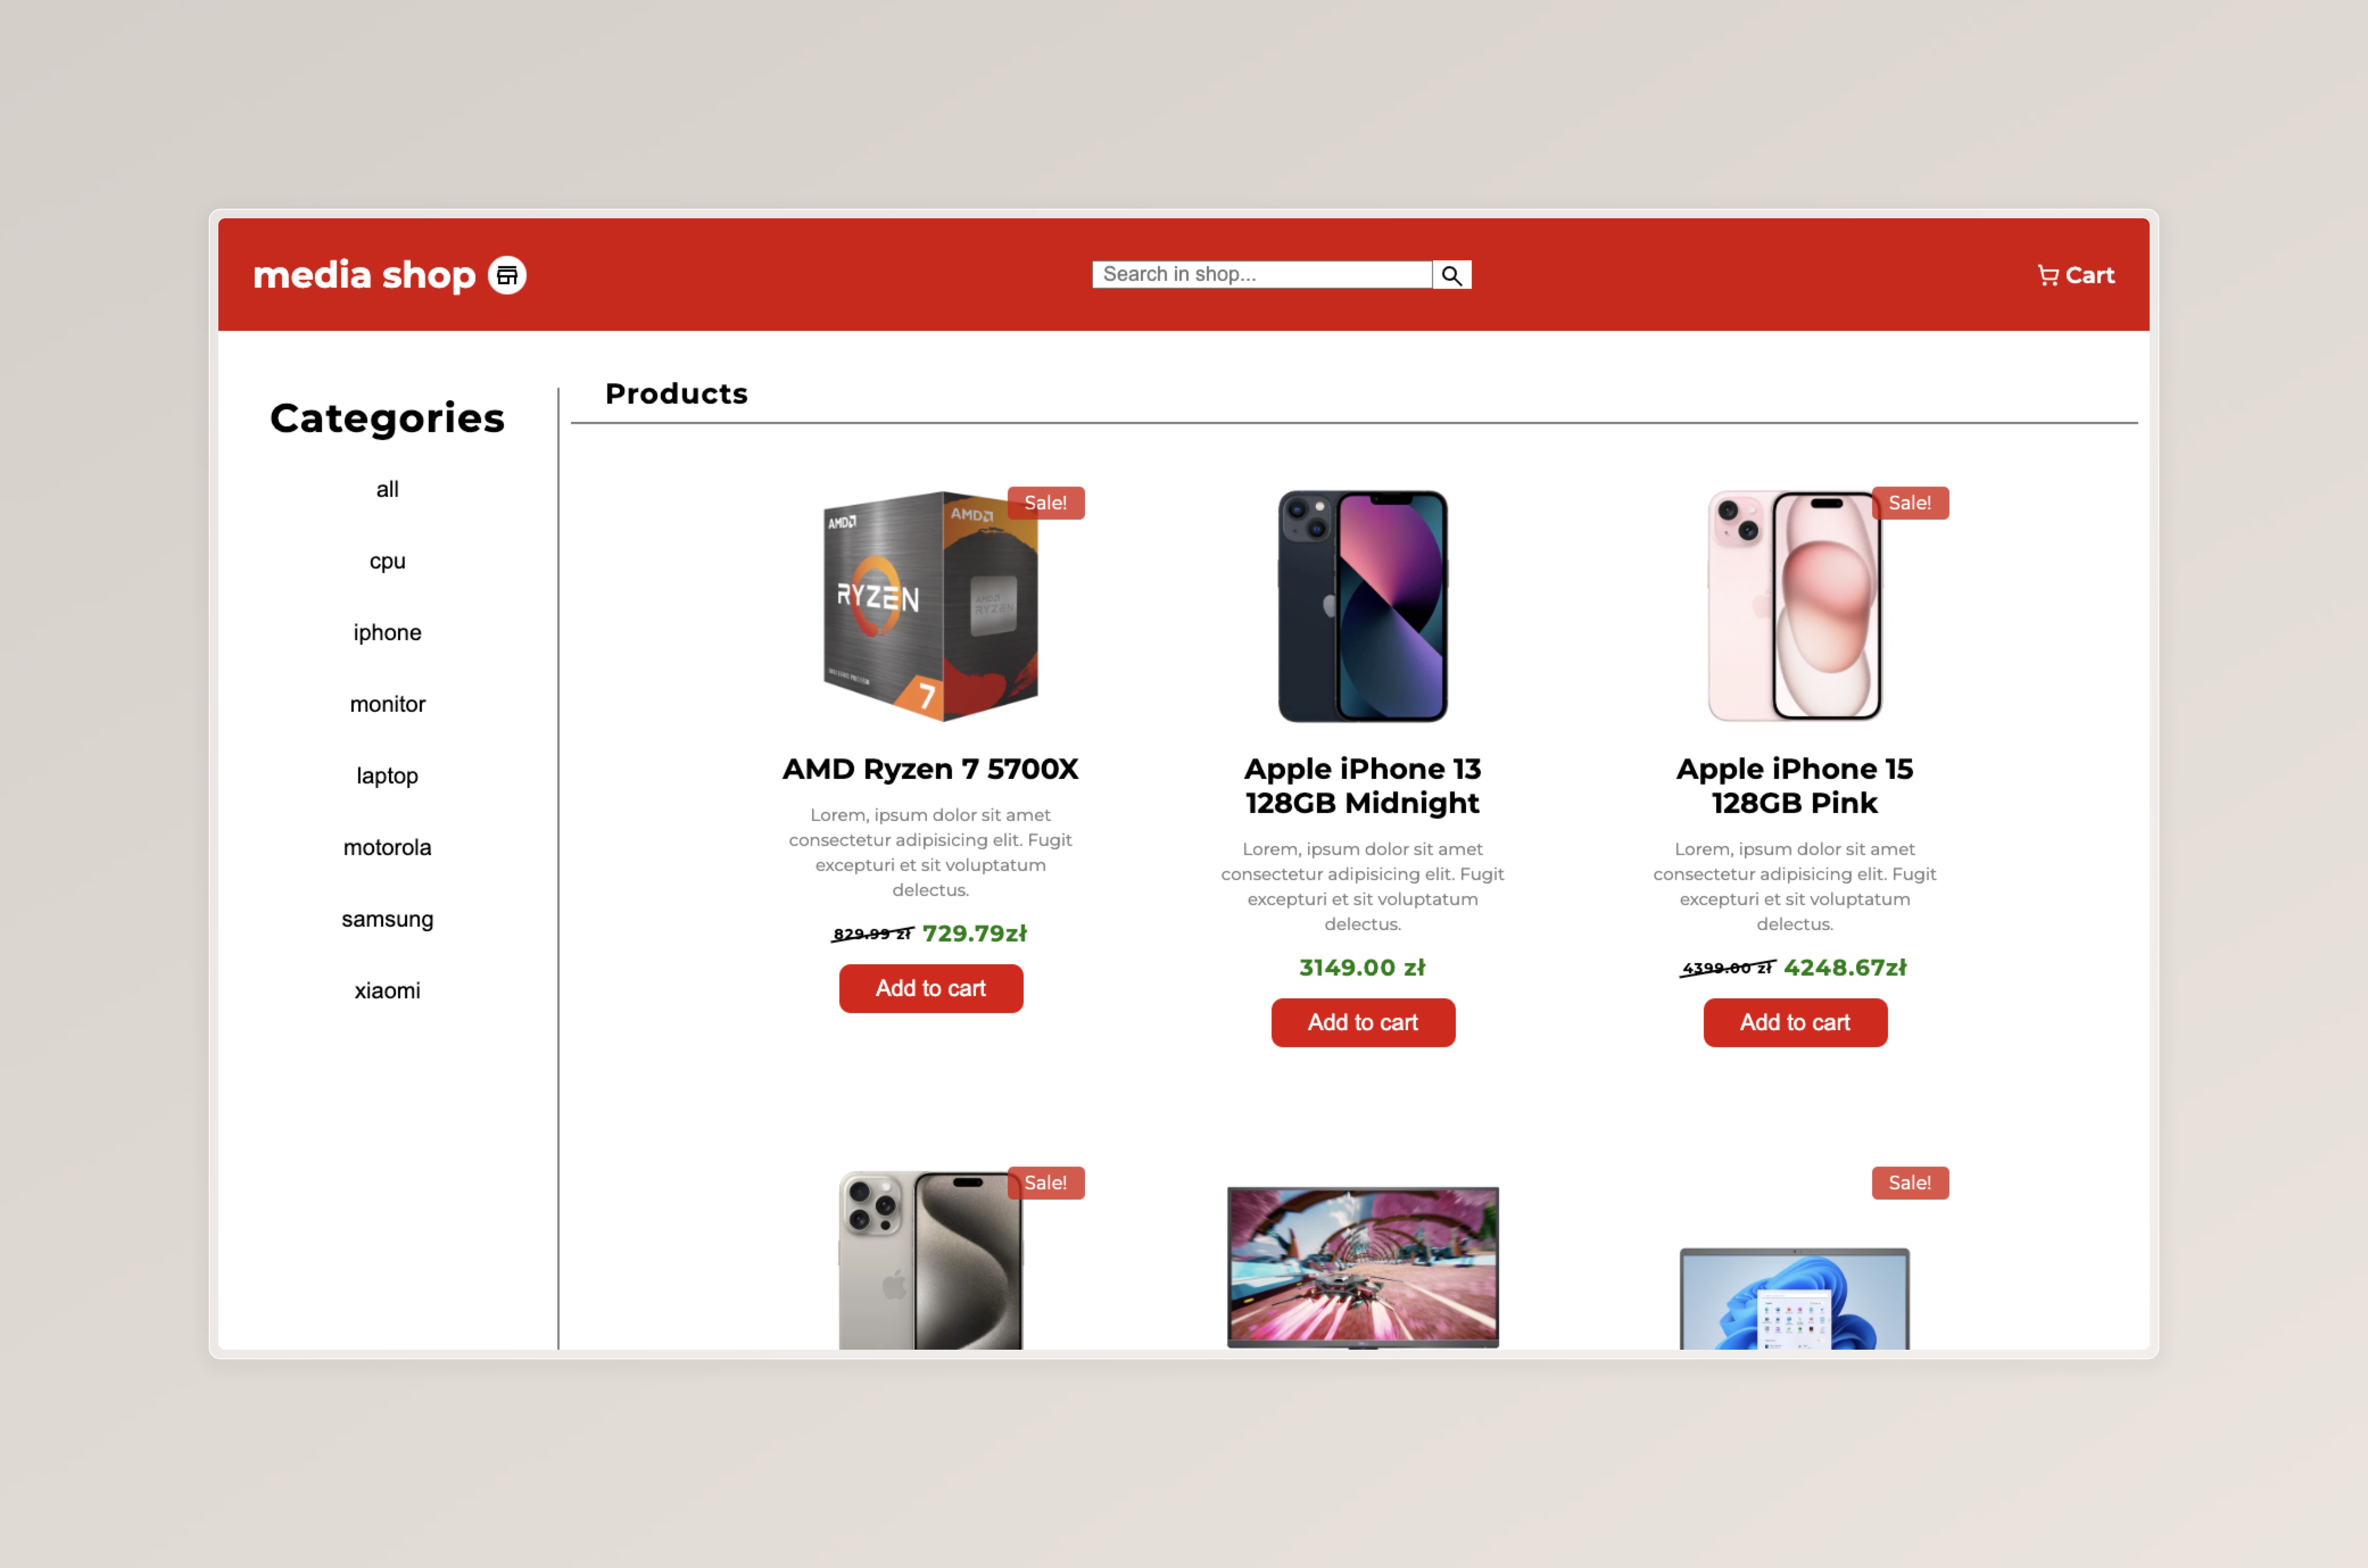 media shop
Search in shop...
Cart
Categories
all
cpu
iphone
monitor
laptop
motorola
samsung
xiaomi
Products
Sale!
AMD
AMD
RYZEN
AMD
RYZEN
7
AMD Ryzen 7 5700X
Lorem, ipsum dolor sit amet
consectetur adipisicing elit. Fugit
excepturi et sit voluptatum
delectus.
829.99 zł 729.79zł
Add to cart
Apple iPhone 13
128GB Midnight
Lorem, ipsum dolor sit amet
consectetur adipisicing elit. Fugit
excepturi et sit voluptatum
delectus.
3149.00 zł
Add to cart
Sale!
Apple iPhone 15
128GB Pink
Lorem, ipsum dolor sit amet
consectetur adipisicing elit. Fugit
excepturi et sit voluptatum
delectus.
4399.00 zł 4248.67zł
Add to cart
Sale!
Sale!